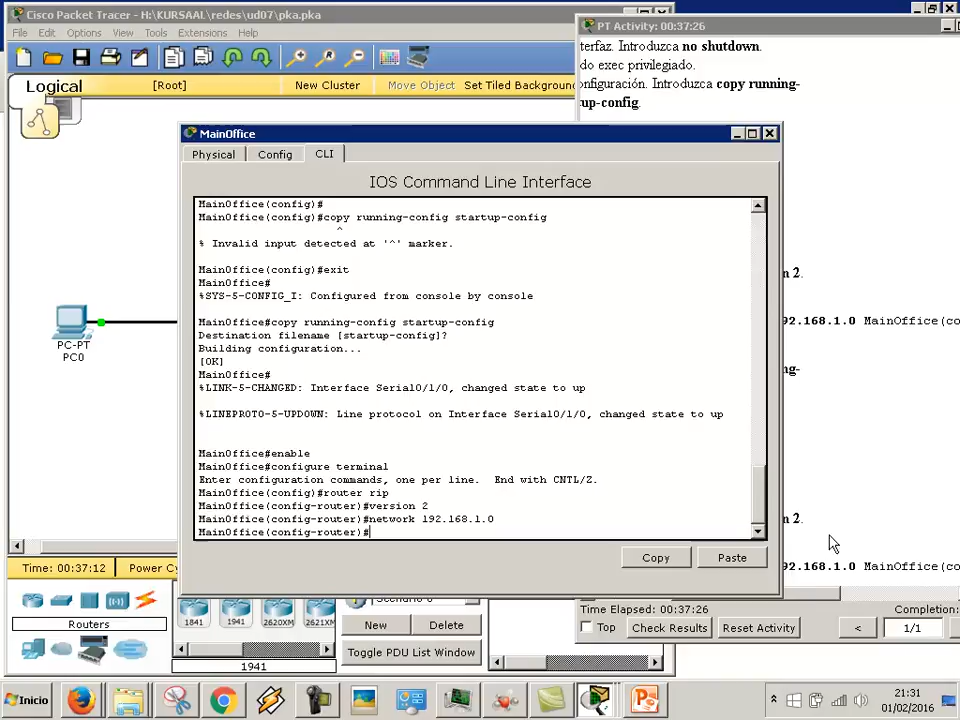 Cisco Packet Tracer - H:\KURSAAL\redes\ud07\pka.pka
File Edit Options View Tools Extensions Help
Logical
[Root]
New Cluster
Move Object
Set Tiled Background
PT Activity: 00:37:26
terfaz. Introduzca no shutdown.
do exec privilegiado.
onfiguración. Introduzca copy running-
up-config.
MainOffice
Physical Config CLI
IOS Command Line Interface
MainOffice(config)#
MainOffice(config)#copy running-config startup-config
^
% Invalid input detected at '^' marker.
MainOffice(config)#exit
MainOffice#
%SYS-5-CONFIG_I: Configured from console by console
MainOffice#copy running-config startup-config
Destination filename [startup-config]?
Building configuration...
[OK]
MainOffice#
%LINK-5-CHANGED: Interface Serial0/1/0, changed state to up
%LINEPROTO-5-UPDOWN: Line protocol on Interface Serial0/1/0, changed state to up
MainOffice#enable
MainOffice#configure terminal
Enter configuration commands, one per line.  End with CNTL/Z.
MainOffice(config)#router rip
MainOffice(config-router)#version 2
MainOffice(config-router)#network 192.168.1.0
MainOffice(config-router)#
Copy
Paste
PC-PT
PC0
n 2.
92.168.1.0 MainOffice(co
ng-
n 2.
92.168.1.0 MainOffice(co
Time: 00:37:12
Power Cy
Routers
1841
1941
2620XM
2621XM
1941
New
Delete
Toggle PDU List Window
Time Elapsed: 00:37:26
Completion:
Top
Check Results
Reset Activity
<
1/1
Inicio
21:31
01/02/2016